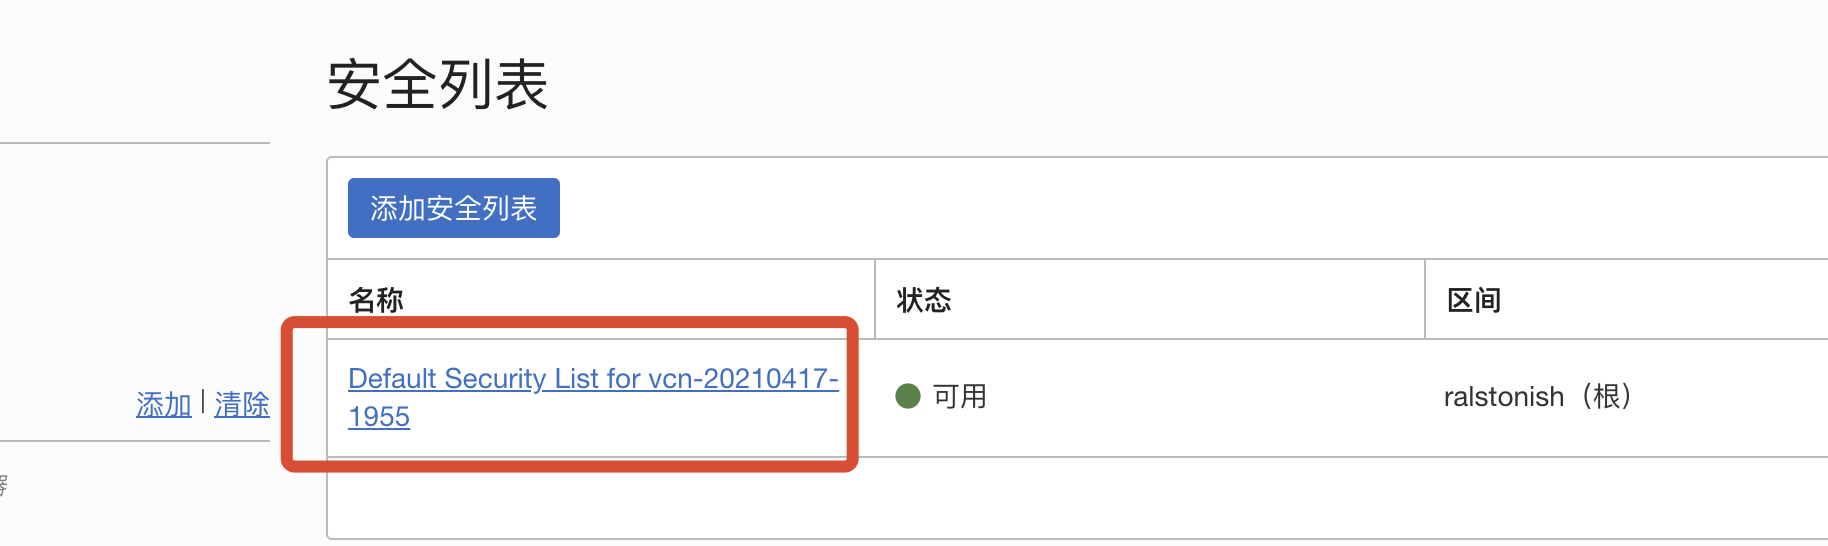 安全列表
添加安全列表
名称
状态
区间
Default Security List for vcn-20210417-
1955
可用
ralstonish（根）
添加 | 清除